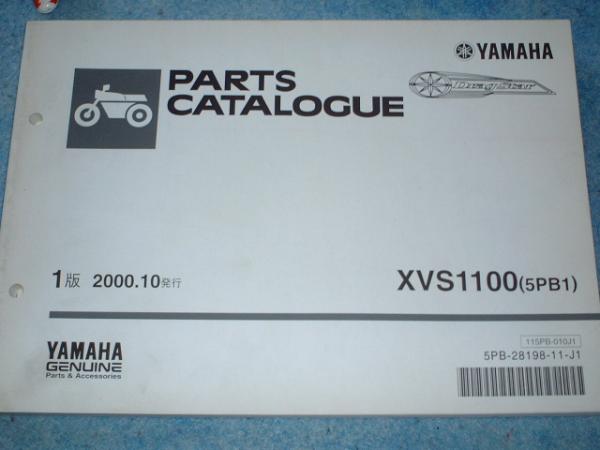 YAMAHA
DragStar
PARTS
CATALOGUE
1版 2000.10発行
XVS1100(5PB1)
115PB-010J1
5PB-28198-11-J1
YAMAHA
GENUINE
Parts & Accessories